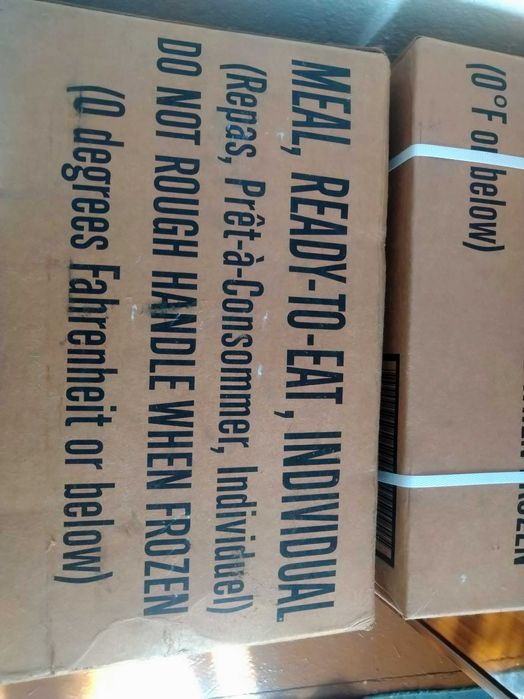 MEAL, READY-TO-EAT, INDIVIDUAL
(Repas, Prêt-à-Consommer, Individuel)
DO NOT ROUGH HANDLE WHEN FROZEN
(0 degrees Fahrenheit or below)
(0°F or below)